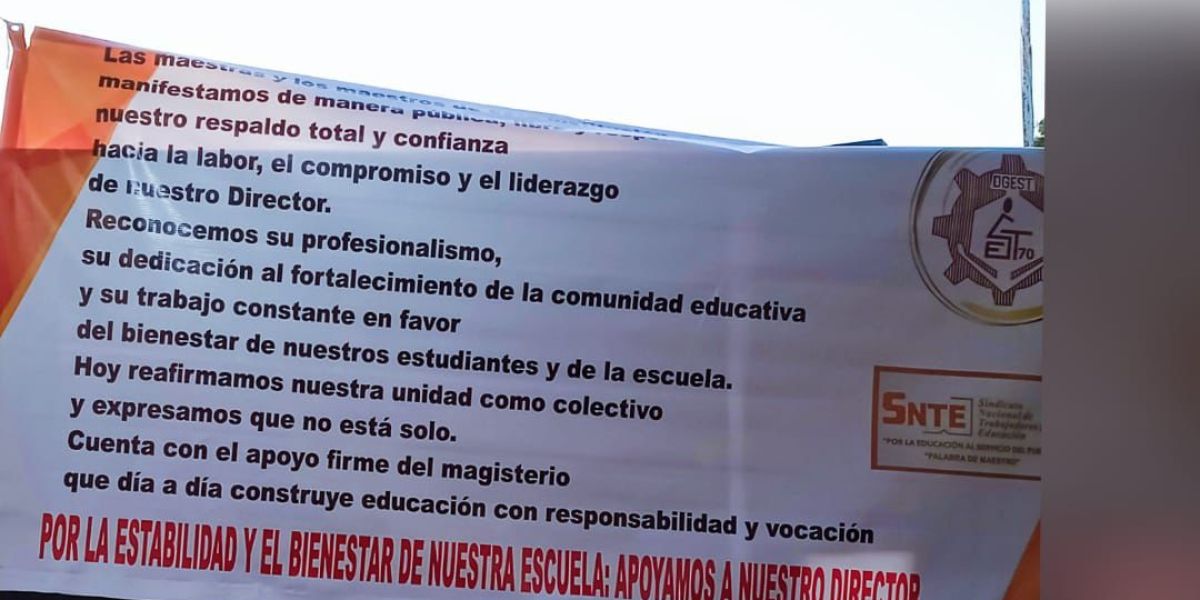 Las maestras y los maestros de
manifestamos de manera pública,
nuestro respaldo total y confianza
hacia la labor, el compromiso y el liderazgo
de nuestro Director.
Reconocemos su profesionalismo,
su dedicación al fortalecimiento de la comunidad educativa
y su trabajo constante en favor
del bienestar de nuestros estudiantes y de la escuela.
Hoy reafirmamos nuestra unidad como colectivo
y expresamos que no está solo.
Cuenta con el apoyo firme del magisterio
que día a día construye educación con responsabilidad y vocación
POR LA ESTABILIDAD Y EL BIENESTAR DE NUESTRA ESCUELA: APOYAMOS A NUESTRO DIRECTOR
DGEST
EST 70
SNTE
Sindicato
Nacional de
Trabajadores
Educación
"POR LA EDUCACIÓN AL SERVICIO DEL
"PALABRA DE MAESTRO"